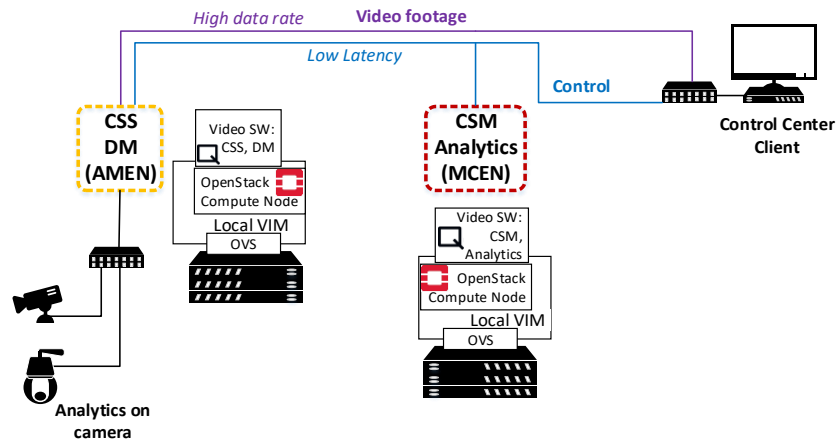 High data rate
Video footage
Low Latency
Control
CSS
DM
(AMEN)
Video SW:
CSS, DM
OpenStack
Compute Node
Local VIM
OVS
CSM
Analytics
(MCEN)
Control Center
Client
Video SW:
CSM,
Analytics
OpenStack
Compute Node
Local VIM
OVS
Analytics on
camera